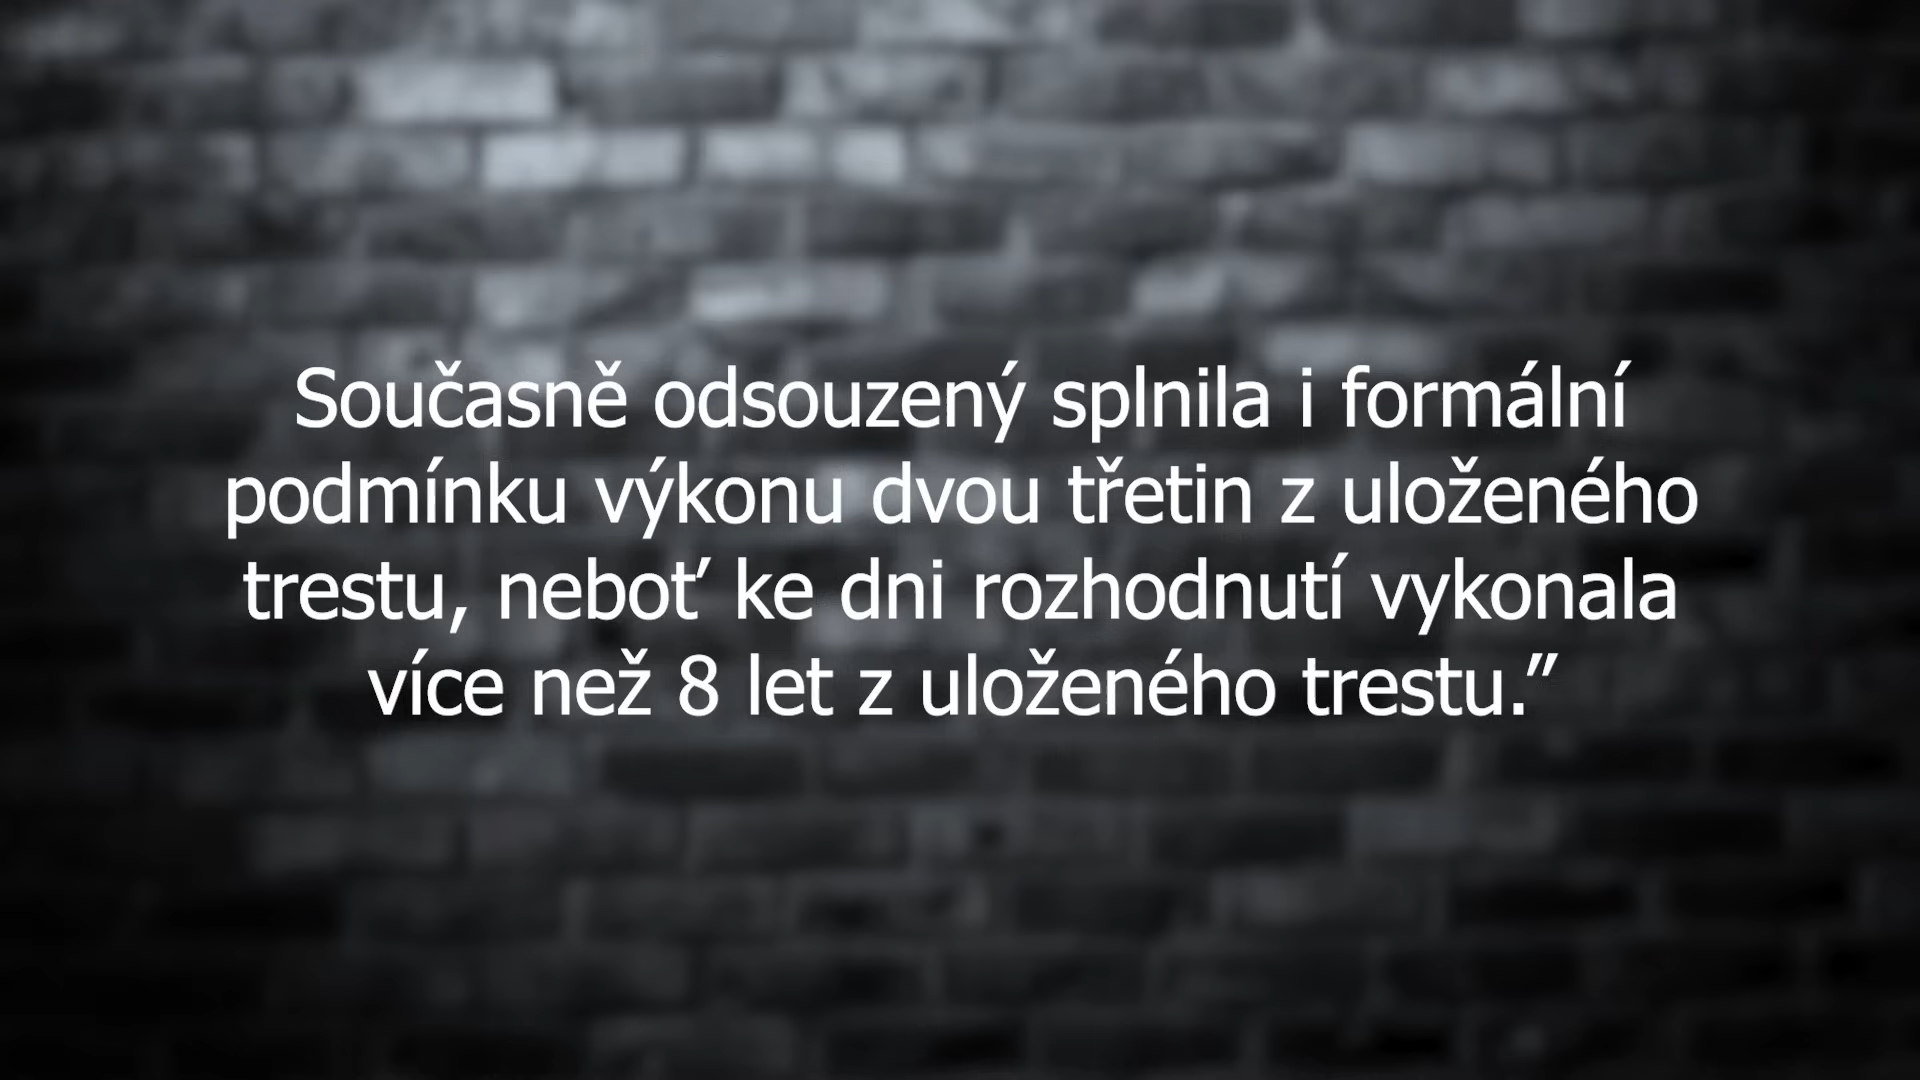 Současně odsouzený splnila i formální
podmínku výkonu dvou třetin z uloženého
trestu, neboť ke dni rozhodnutí vykonala
více než 8 let z uloženého trestu.”